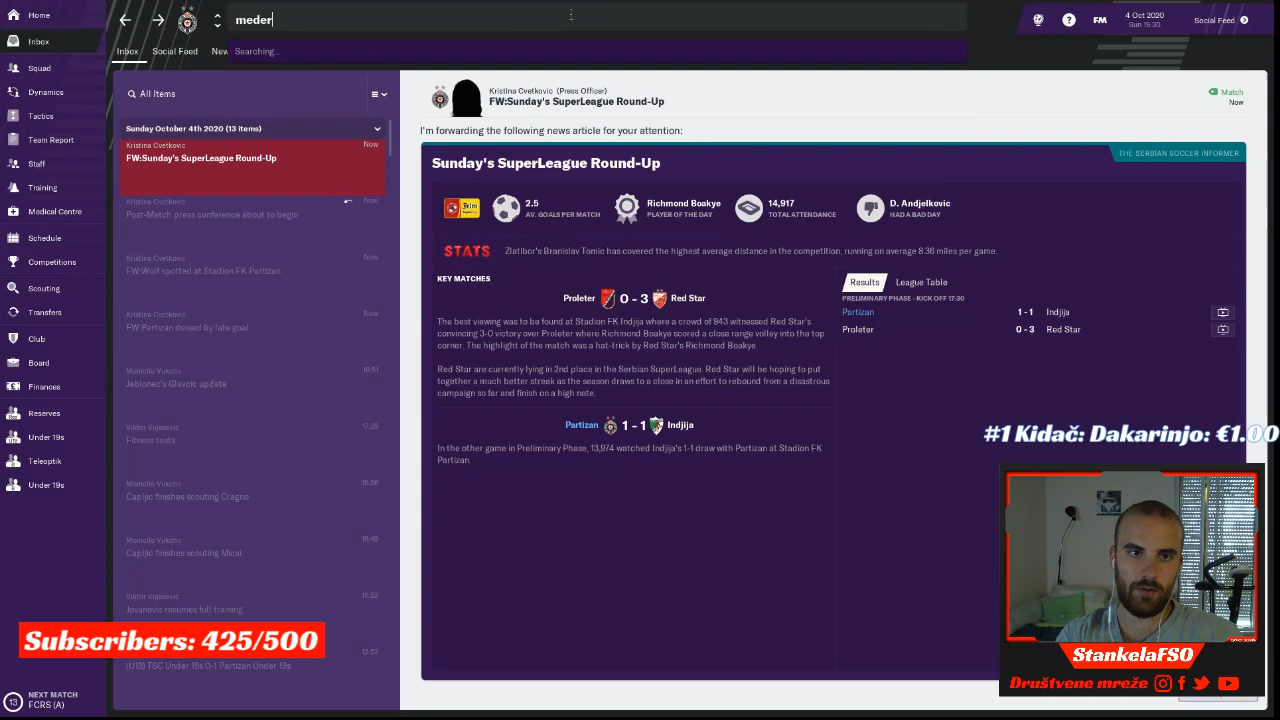 meder
4 Oct 2020
Sun 19:30
Social Feed
FM
Inbox
Social Feed
New
Searching...
Inbox
Squad
Dynamics
Tactics
Team Report
Staff
Training
Medical Centre
Schedule
Competitions
Scouting
Transfers
Club
Board
Finances
Reserves
Under 19s
Teleoptik
Under 19s
13
NEXT MATCH
FCRS (A)
Home
All Items
Sunday October 4th 2020 (13 items)
Kristina Cvetkovic
Now
FW:Sunday's SuperLeague Round-Up
Kristina Cvetkovic
Now
Post-Match press conference about to begin
Kristina Cvetkovic
Now
FW:Wolf spotted at Stadion FK Partizan
Kristina Cvetkovic
Now
FW:Partizan denied by late goal
Momcilo Vukotic
18:51
Jablonec's Glavcic update
Viktor Vujosevic
17:29
Fitness tests
Momcilo Vukotic
Capljic finishes scouting Cragno
Momcilo Vukotic
Capljic finishes scouting Micai
Viktor Vujosevic
15:52
Jovanovic resumes full training
13:53
(U19) TSC Under 19s 0-1 Partizan Under 19s
Kristina Cvetkovic (Press Officer)
FW:Sunday's SuperLeague Round-Up
Match
Now
I'm forwarding the following news article for your attention:
Sunday's SuperLeague Round-Up
THE SERBIAN SOCCER INFORMER
2.5
AV. GOALS PER MATCH
Richmond Boakye
PLAYER OF THE DAY
14,917
TOTAL ATTENDANCE
D. Andjelkovic
HAD A BAD DAY
STATS
Zlatibor's Branislav Tomic has covered the highest average distance in the competition, running on average 8.36 miles per game.
KEY MATCHES
Proleter 0 - 3 Red Star
The best viewing was to be found at Stadion FK Indjija where a crowd of 943 witnessed Red Star's
convincing 3-0 victory over Proleter where Richmond Boakye scored a close range volley into the top
corner. The highlight of the match was a hat-trick by Red Star's Richmond Boakye.
Red Star are currently lying in 2nd place in the Serbian SuperLeague. Red Star will be hoping to put
together a much better streak as the season draws to a close in an effort to rebound from a disastrous
campaign so far and finish on a high note.
Partizan 1 - 1 Indjija
In the other game in Preliminary Phase, 13,974 watched Indjija's 1-1 draw with Partizan at Stadion FK
Partizan.
Results
League Table
PRELIMINARY PHASE - KICK OFF 17:30
Partizan 1 - 1 Indjija
Proleter 0 - 3 Red Star
#1 Kidač: Dakarinjo: €1.00
Subscribers: 425/500
StankelaFSO
Društvene mreže